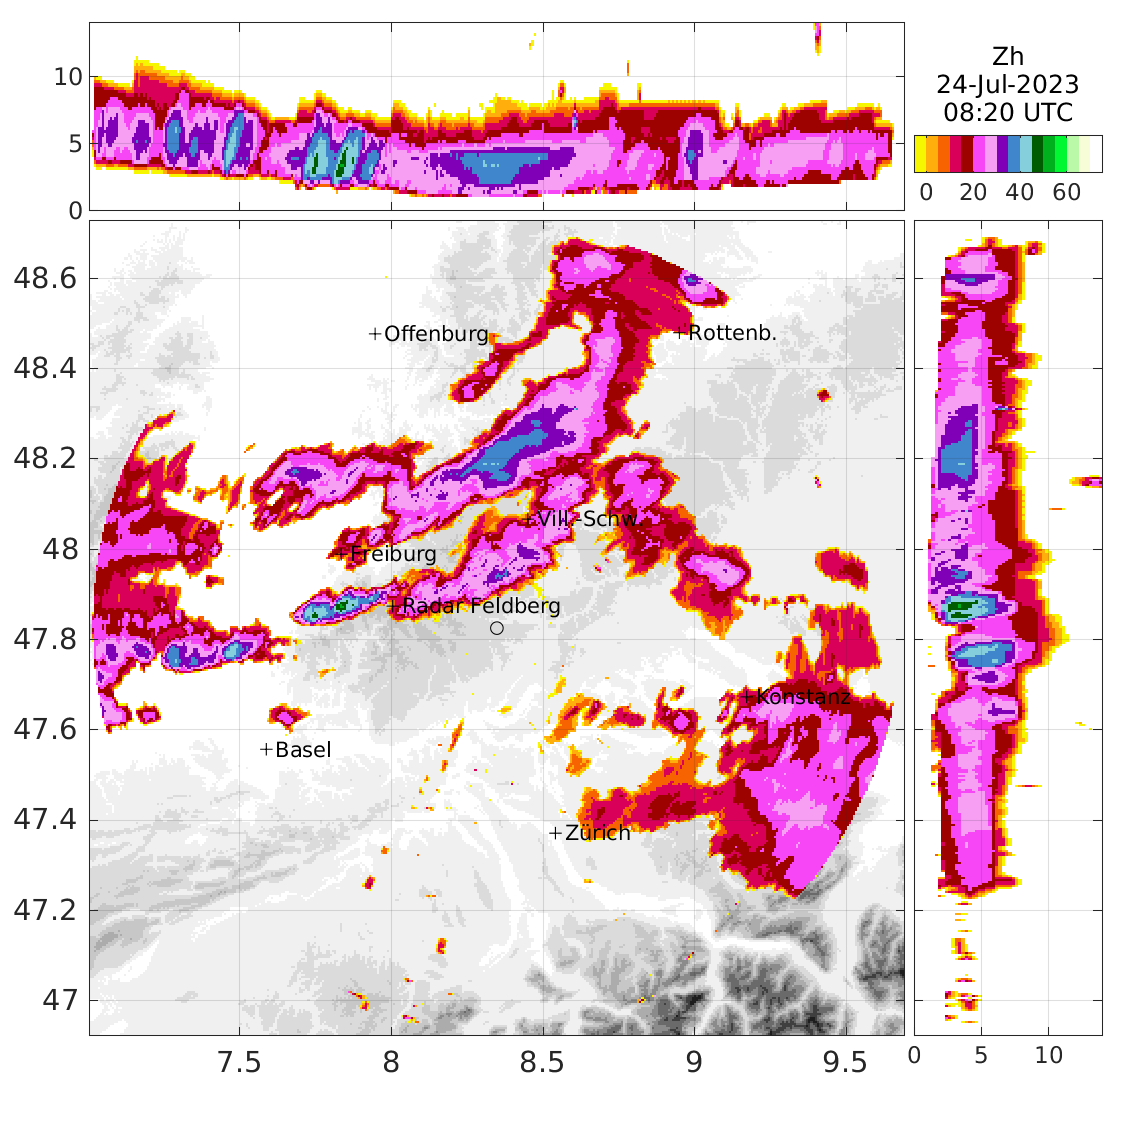 10
5
0
Zh
24-Jul-2023
08:20 UTC
0 20 40 60
48.6
48.4
48.2
48
47.8
47.6
47.4
47.2
47
+Offenburg
+Rottenb.
+Vill.-Schw.
+Freiburg
+Radar Feldberg
+Konstanz
+Basel
+Zürich
7.5 8 8.5 9 9.5
0 5 10